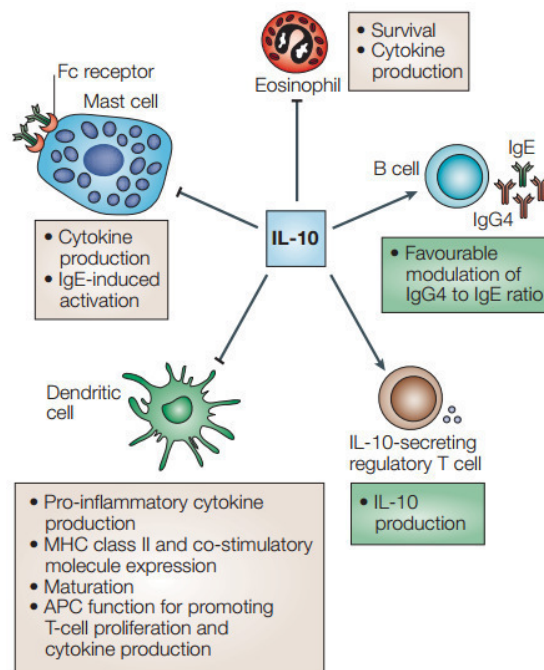 • Survival
• Cytokine
production
Eosinophil
Fc receptor
Mast cell
• Cytokine
production
• IgE-induced
activation
IL-10
B cell
IgE
IgG4
• Favourable
modulation of
IgG4 to IgE ratio
Dendritic
cell
• Pro-inflammatory cytokine
production
• MHC class II and co-stimulatory
molecule expression
• Maturation
• APC function for promoting
T-cell proliferation and
cytokine production
IL-10-secreting
regulatory T cell
• IL-10
production